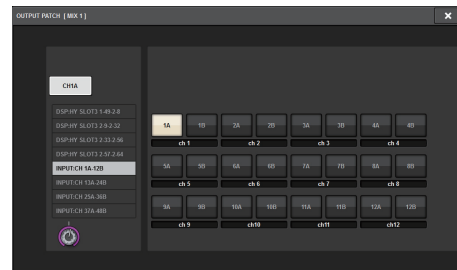 OUTPUT PATCH [ MIX 1 ]
CH1A
DSP:HY SLOT3 1-49-2-8
DSP:HY SLOT3 2-9-2-32
DSP:HY SLOT3 2-33-2-56
DSP:HY SLOT3 2-57-2-64
INPUT:CH 1A-12B
INPUT:CH 13A-24B
INPUT:CH 25A-36B
INPUT:CH 37A-48B
1A 1B 2A 2B 3A 3B 4A 4B
ch 1 ch 2 ch 3 ch 4
5A 5B 6A 6B 7A 7B 8A 8B
ch 5 ch 6 ch 7 ch 8
9A 9B 10A 10B 11A 11B 12A 12B
ch 9 ch10 ch11 ch12